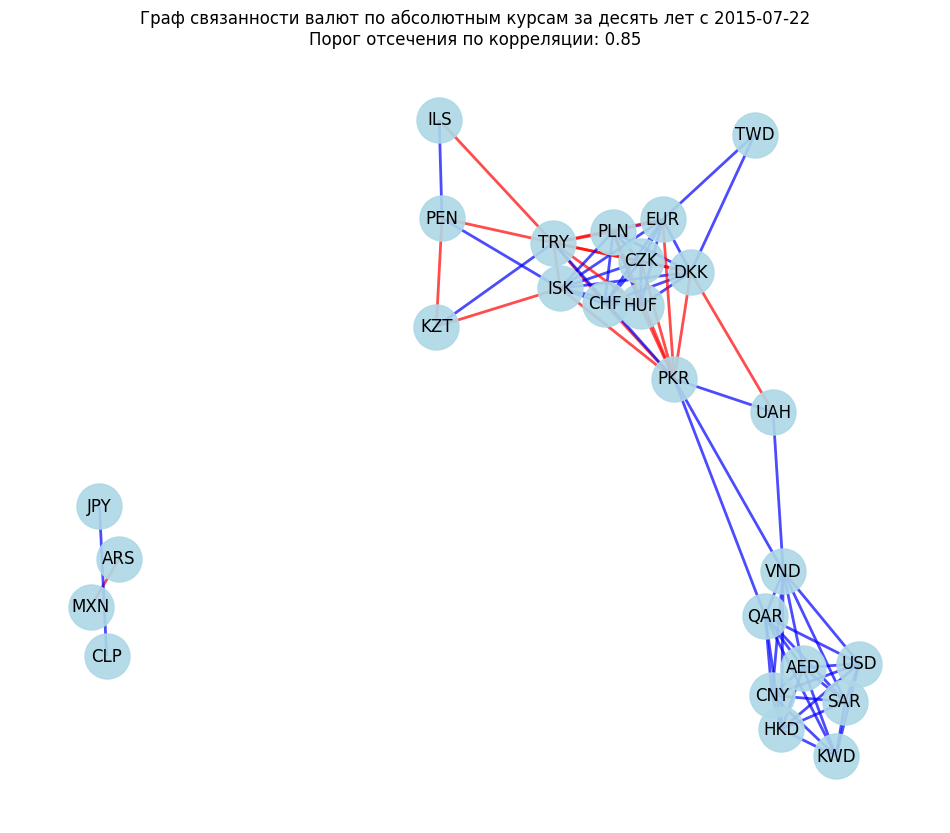 Граф связанности валют по абсолютным курсам за десять лет с 2015-07-22
Порог отсечения по корреляции: 0.85
ILS
TWD
PEN
EUR
PLN
TRY
CZK
DKK
ISK
CHF
HUF
KZT
PKR
UAH
JPY
ARS
VND
MXN
QAR
CLP
USD
AED
CNY
SAR
HKD
KWD